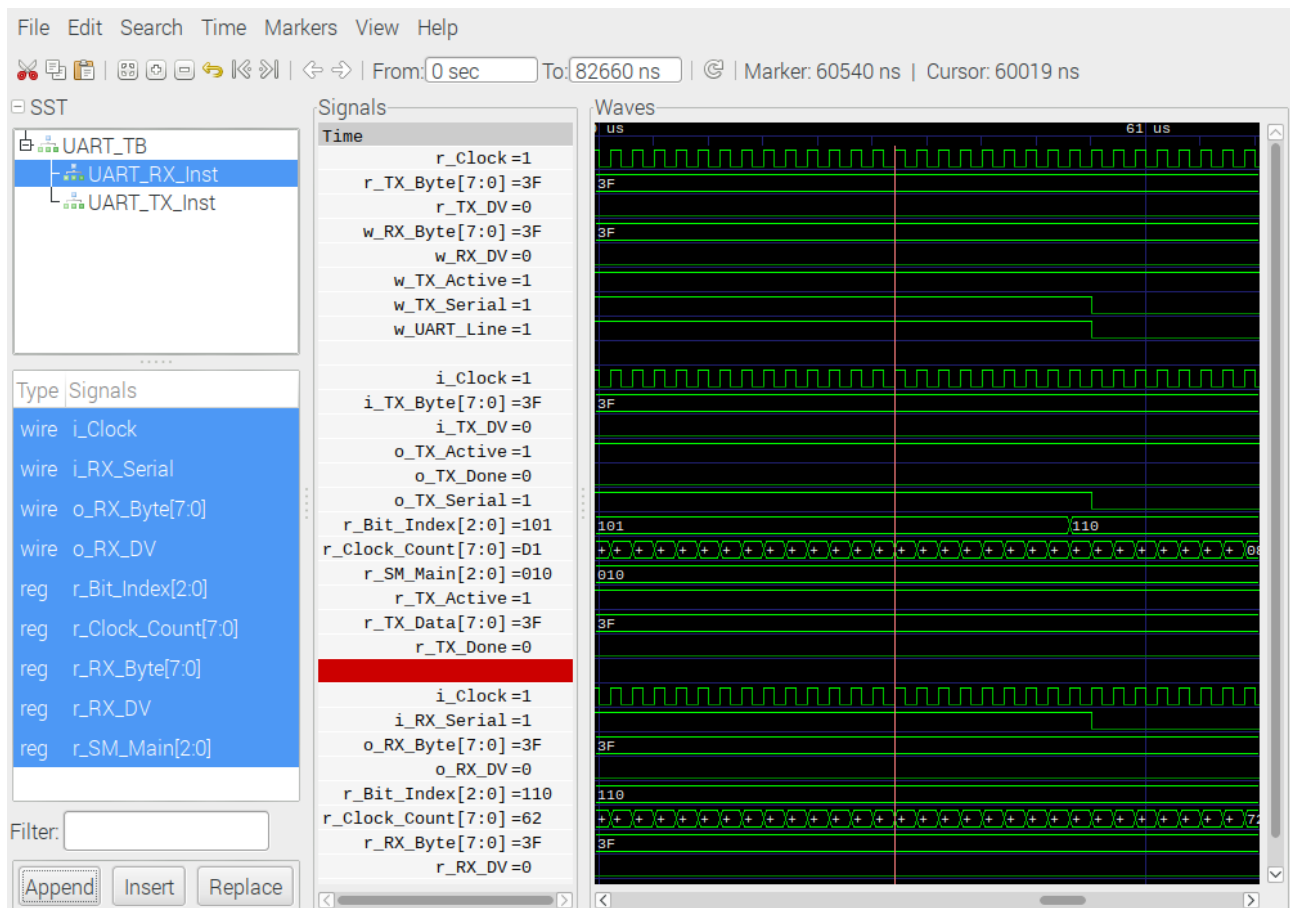 File Edit Search Time Markers View Help
From: 0 sec To: 82660 ns | Marker: 60540 ns | Cursor: 60019 ns
SST
UART_TB
UART_RX_Inst
UART_TX_Inst
Type Signals
wire i_Clock
wire i_RX_Serial
wire o_RX_Byte[7:0]
wire o_RX_DV
reg r_Bit_Index[2:0]
reg r_Clock_Count[7:0]
reg r_RX_Byte[7:0]
reg r_RX_DV
reg r_SM_Main[2:0]
Filter:
Append Insert Replace
Signals
Time
r_Clock=1
r_TX_Byte[7:0]=3F
r_TX_DV=0
w_RX_Byte[7:0]=3F
w_RX_DV=0
w_TX_Active=1
w_TX_Serial=1
w_UART_Line=1
i_Clock=1
i_TX_Byte[7:0]=3F
i_TX_DV=0
o_TX_Active=1
o_TX_Done=0
o_TX_Serial=1
r_Bit_Index[2:0]=101
r_Clock_Count[7:0]=D1
r_SM_Main[2:0]=010
r_TX_Active=1
r_TX_Data[7:0]=3F
r_TX_Done=0
i_Clock=1
i_RX_Serial=1
o_RX_Byte[7:0]=3F
o_RX_DV=0
r_Bit_Index[2:0]=110
r_Clock_Count[7:0]=62
r_RX_Byte[7:0]=3F
r_RX_DV=0
Waves
us 61 us
3F
3F
3F
101 110
+ + + + + + + + + + + + + + + + + + + + + + + + + + + + + + 08
010
3F
3F
110
+ + + + + + + + + + + + + + + + + + + + + + + + + + + + + + 72
3F